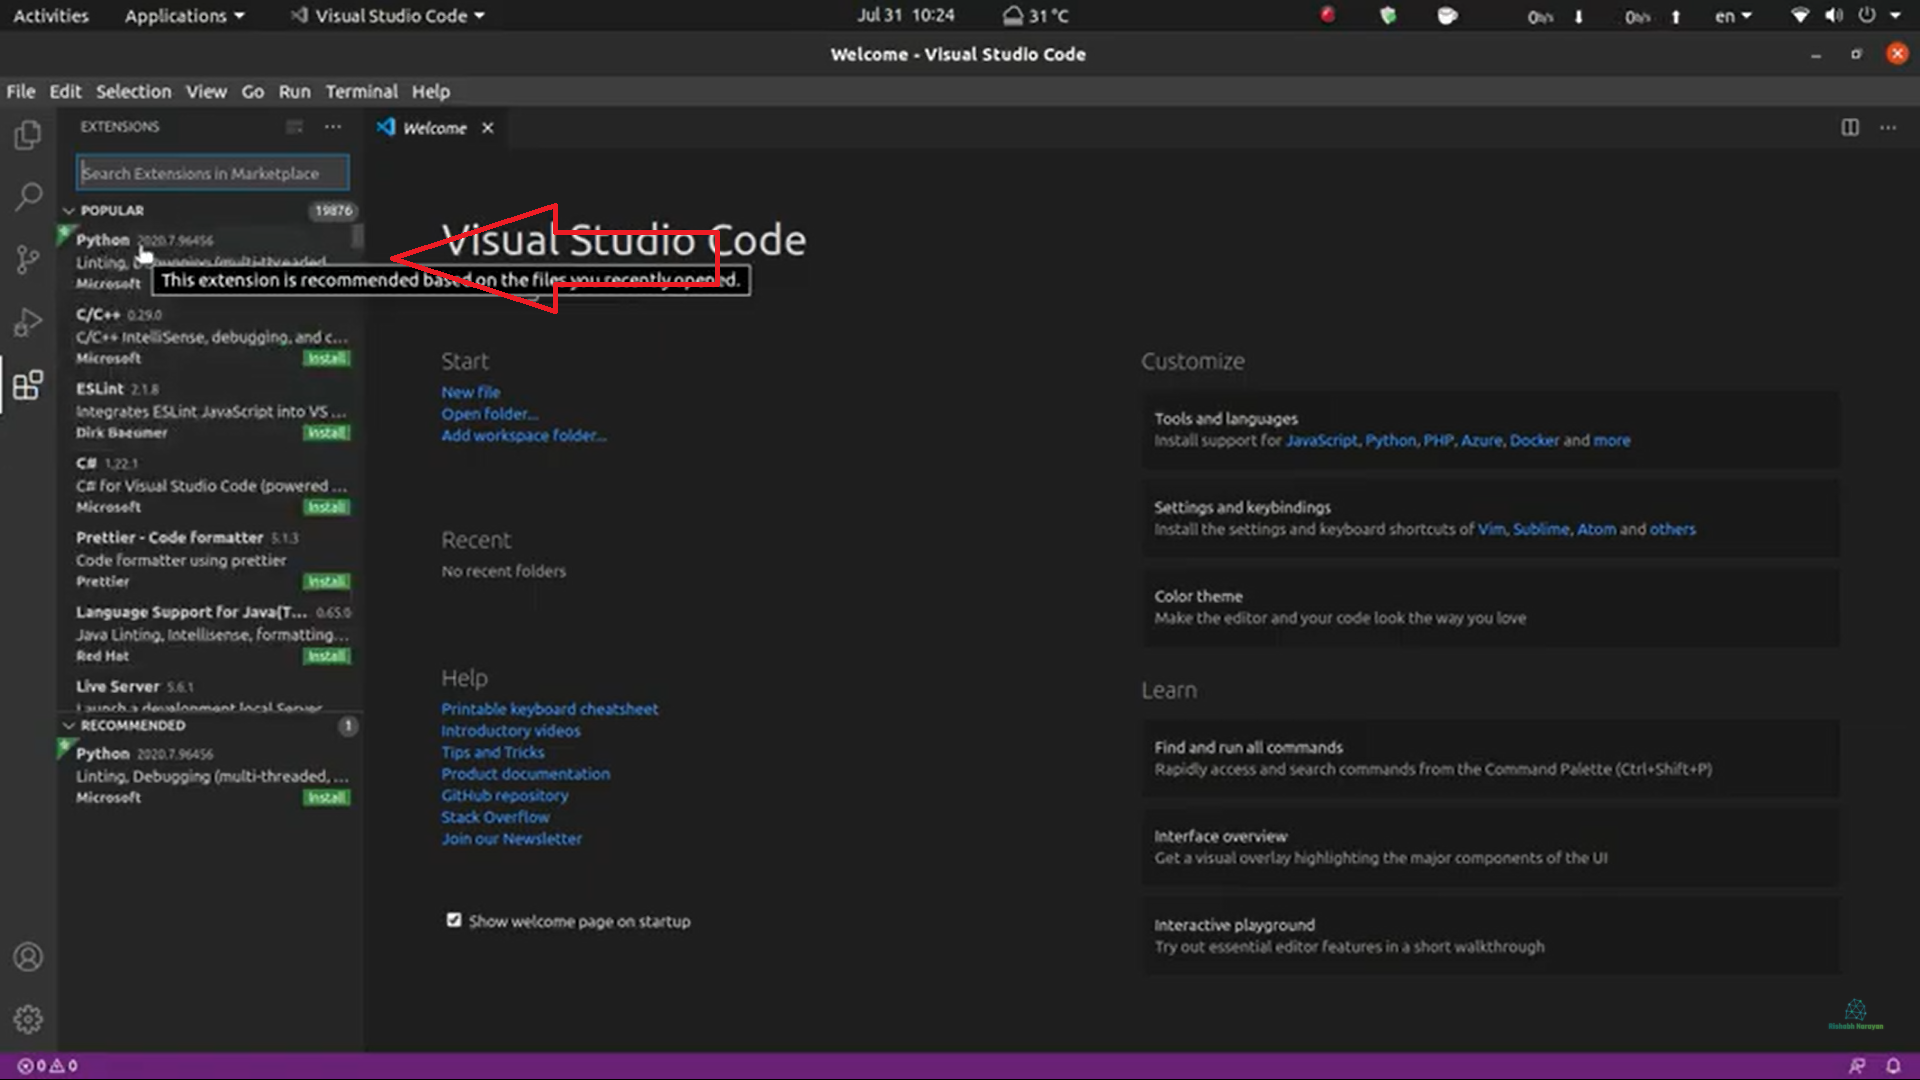 Activities Applications Visual Studio Code Jul 31 10:24 31°C en
Welcome - Visual Studio Code
File Edit Selection View Go Run Terminal Help
EXTENSIONS
Welcome
Search Extensions in Marketplace
POPULAR 19876
Python 2020.7.96456
Linting, Debugging (multi-threaded,
Microsoft
This extension is recommended based on the files you recently opened.
C/C++ 0.29.0
C/C++ IntelliSense, debugging, and c...
Microsoft Install
ESLint 2.1.8
Integrates ESLint JavaScript into VS ...
Dirk Baeumer Install
C# 1.22.1
C# for Visual Studio Code (powered ...
Microsoft Install
Prettier - Code formatter 5.1.3
Code formatter using prettier
Prettier Install
Language Support for Java(T... 0.65.0
Java Linting, Intellisense, formatting...
Red Hat Install
Live Server 5.6.1
Launch a development local Server
RECOMMENDED 1
Python 2020.7.96456
Linting, Debugging (multi-threaded, ...
Microsoft Install
Visual Studio Code
Start
New file
Open folder...
Add workspace folder...
Recent
No recent folders
Help
Printable keyboard cheatsheet
Introductory videos
Tips and Tricks
Product documentation
GitHub repository
Stack Overflow
Join our Newsletter
Show welcome page on startup
Customize
Tools and languages
Install support for JavaScript, Python, PHP, Azure, Docker and more
Settings and keybindings
Install the settings and keyboard shortcuts of Vim, Sublime, Atom and others
Color theme
Make the editor and your code look the way you love
Learn
Find and run all commands
Rapidly access and search commands from the Command Palette (Ctrl+Shift+P)
Interface overview
Get a visual overlay highlighting the major components of the UI
Interactive playground
Try out essential editor features in a short walkthrough
Rishabh Narayan
0 0